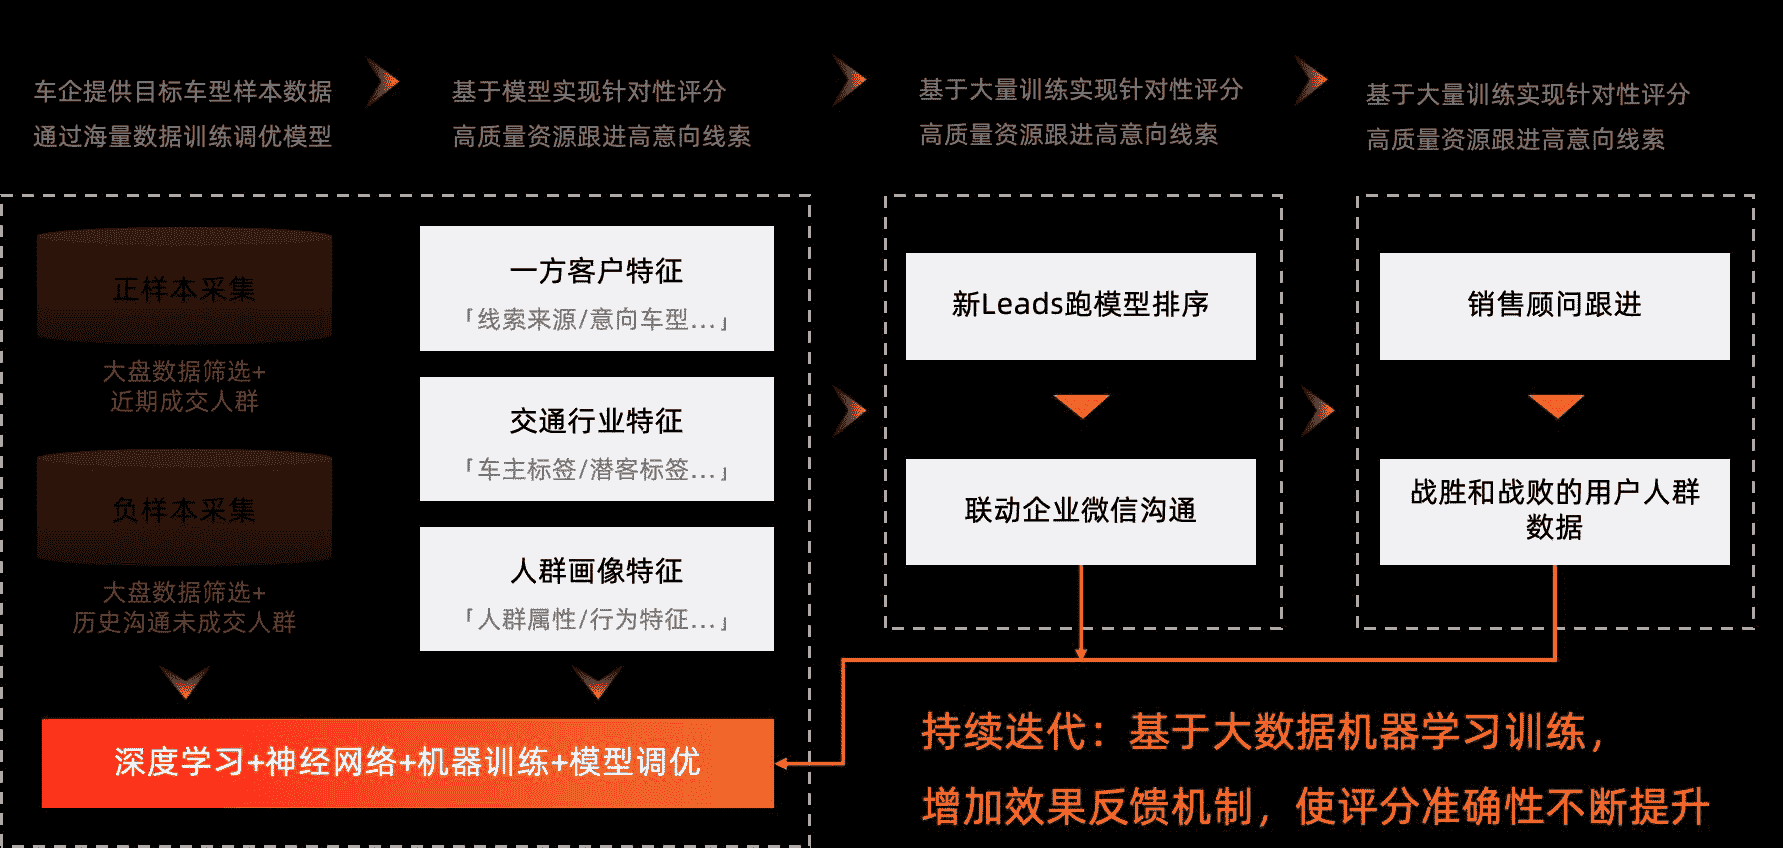 车企提供目标车型样本数据
通过海量数据训练调优模型
基于模型实现针对性评分
高质量资源跟进高意向线索
基于大量训练实现针对性评分
高质量资源跟进高意向线索
基于大量训练实现针对性评分
高质量资源跟进高意向线索
正样本采集
大盘数据筛选+
近期成交人群
负样本采集
大盘数据筛选+
历史沟通未成交人群
一方客户特征
「线索来源/意向车型...」
交通行业特征
「车主标签/潜客标签...」
人群画像特征
「人群属性/行为特征...」
深度学习+神经网络+机器训练+模型调优
新Leads跑模型排序
联动企业微信沟通
销售顾问跟进
战胜和战败的用户人群
数据
持续迭代：基于大数据机器学习训练，
增加效果反馈机制，使评分准确性不断提升